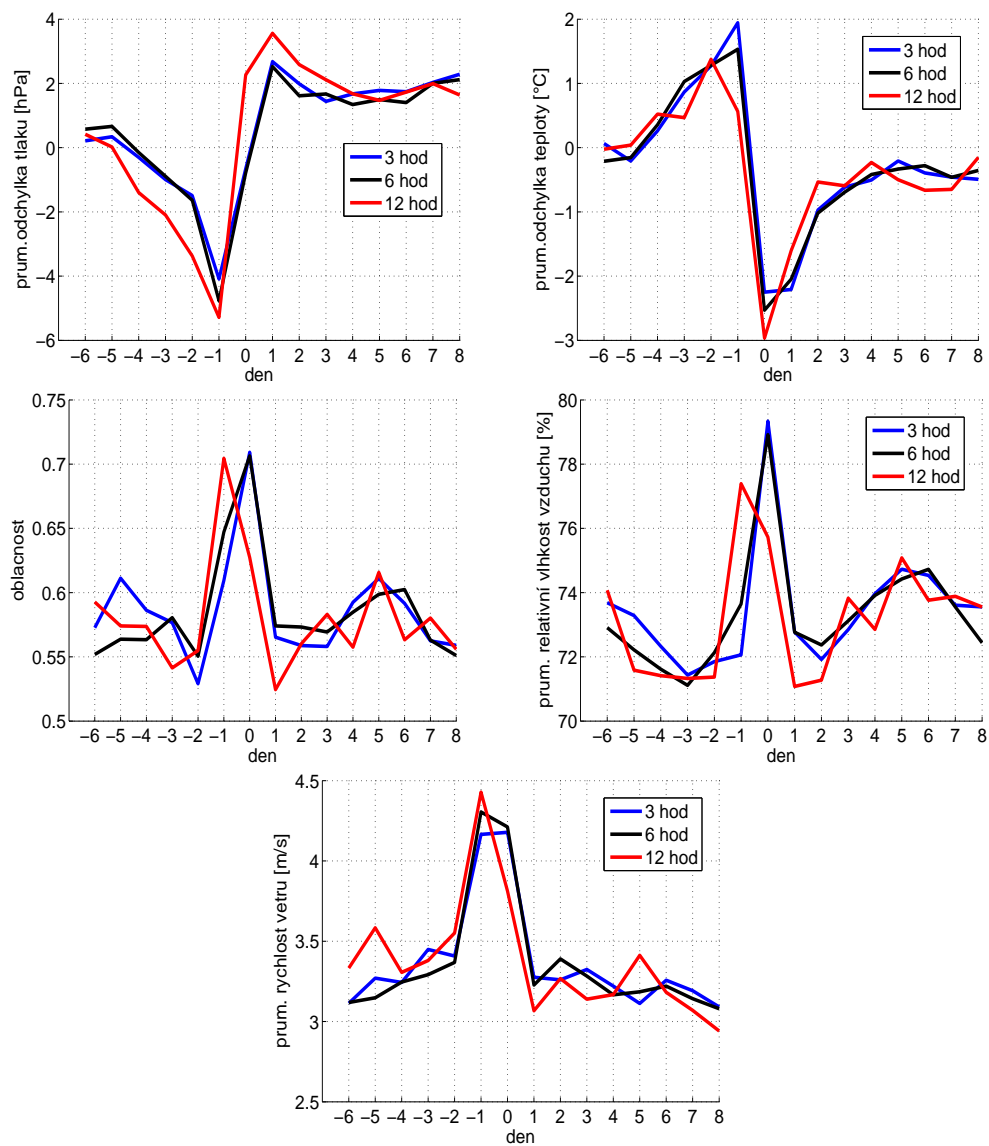 prum.odchylka tlaku [hPa]
4
2
0
−2
−4
−6
−6 −5 −4 −3 −2 −1 0 1 2 3 4 5 6 7 8
den
3 hod
6 hod
12 hod
prum.odchylka teploty [°C]
2
1
0
−1
−2
−3
−6 −5 −4 −3 −2 −1 0 1 2 3 4 5 6 7 8
den
3 hod
6 hod
12 hod
oblacnost
0.75
0.7
0.65
0.6
0.55
0.5
−6 −5 −4 −3 −2 −1 0 1 2 3 4 5 6 7 8
den
prum. relativní vlhkost vzduchu [%]
80
78
76
74
72
70
−6 −5 −4 −3 −2 −1 0 1 2 3 4 5 6 7 8
den
3 hod
6 hod
12 hod
prum. rychlost vetru [m/s]
4.5
4
3.5
3
2.5
−6 −5 −4 −3 −2 −1 0 1 2 3 4 5 6 7 8
den
3 hod
6 hod
12 hod